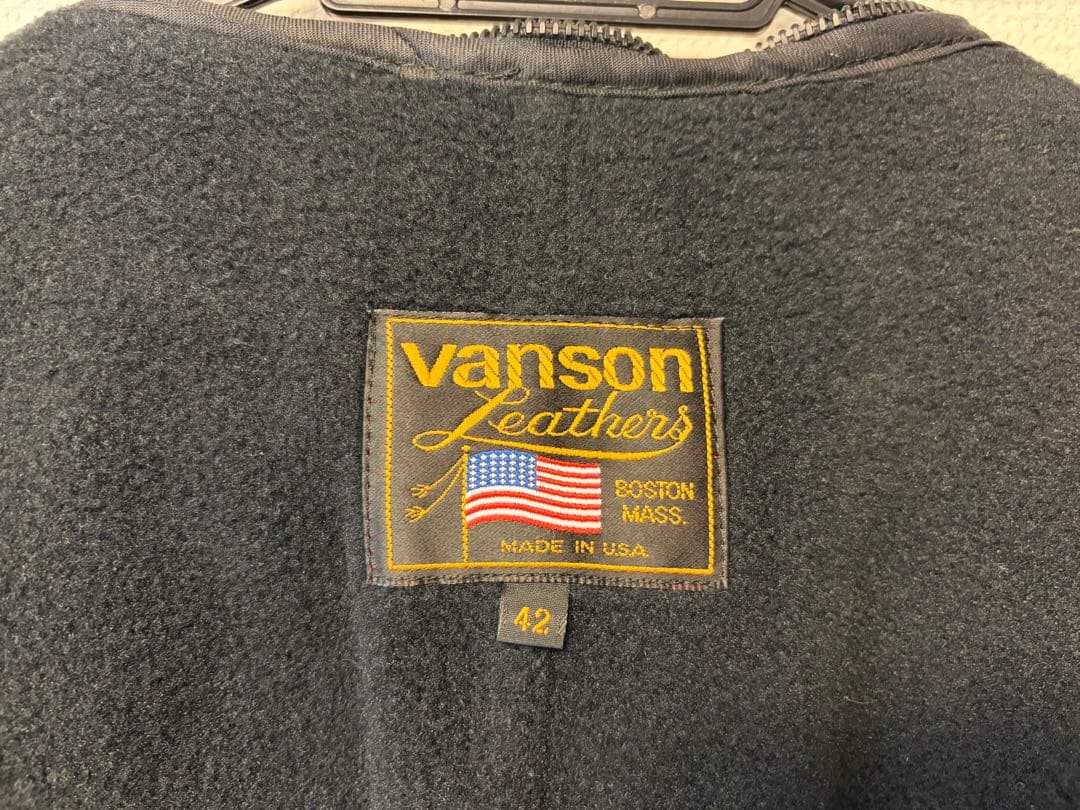 vanson
Leathers
BOSTON
MASS.
MADE IN U.S.A.
42